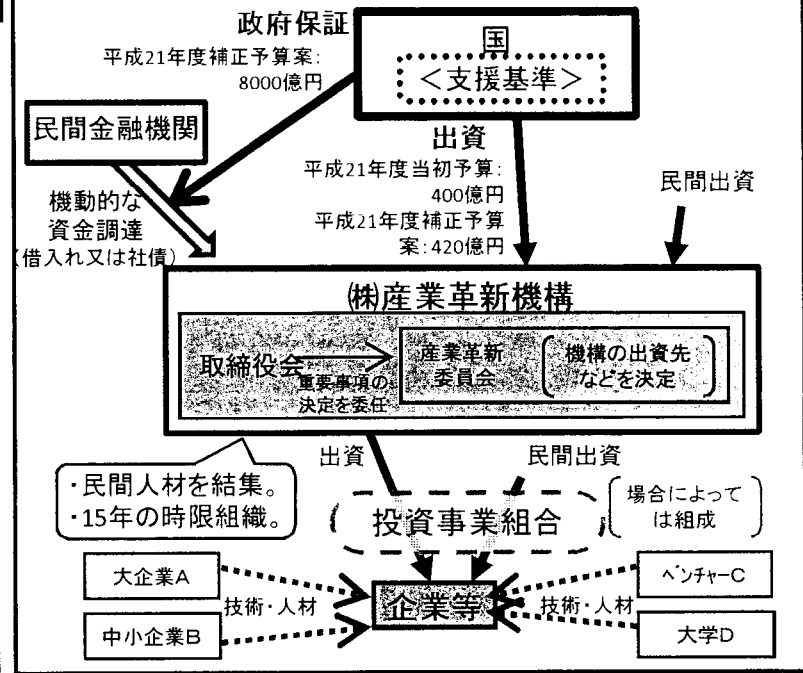 政府保証
平成21年度補正予算案:
8000億円
国
<支援基準>
民間金融機関
出資
平成21年度当初予算:
400億円
平成21年度補正予算
案:420億円
民間出資
機動的な
資金調達
(借入れ又は社債)
㈱産業革新機構
取締役会
重要事項の
決定を委任
産業革新
委員会
機構の出資先
などを決定
出資
民間出資
・民間人材を結集。
・15年の時限組織。
投資事業組合
場合によって
は組成
大企業A
ベンチャーC
技術・人材
企業等
技術・人材
中小企業B
大学D